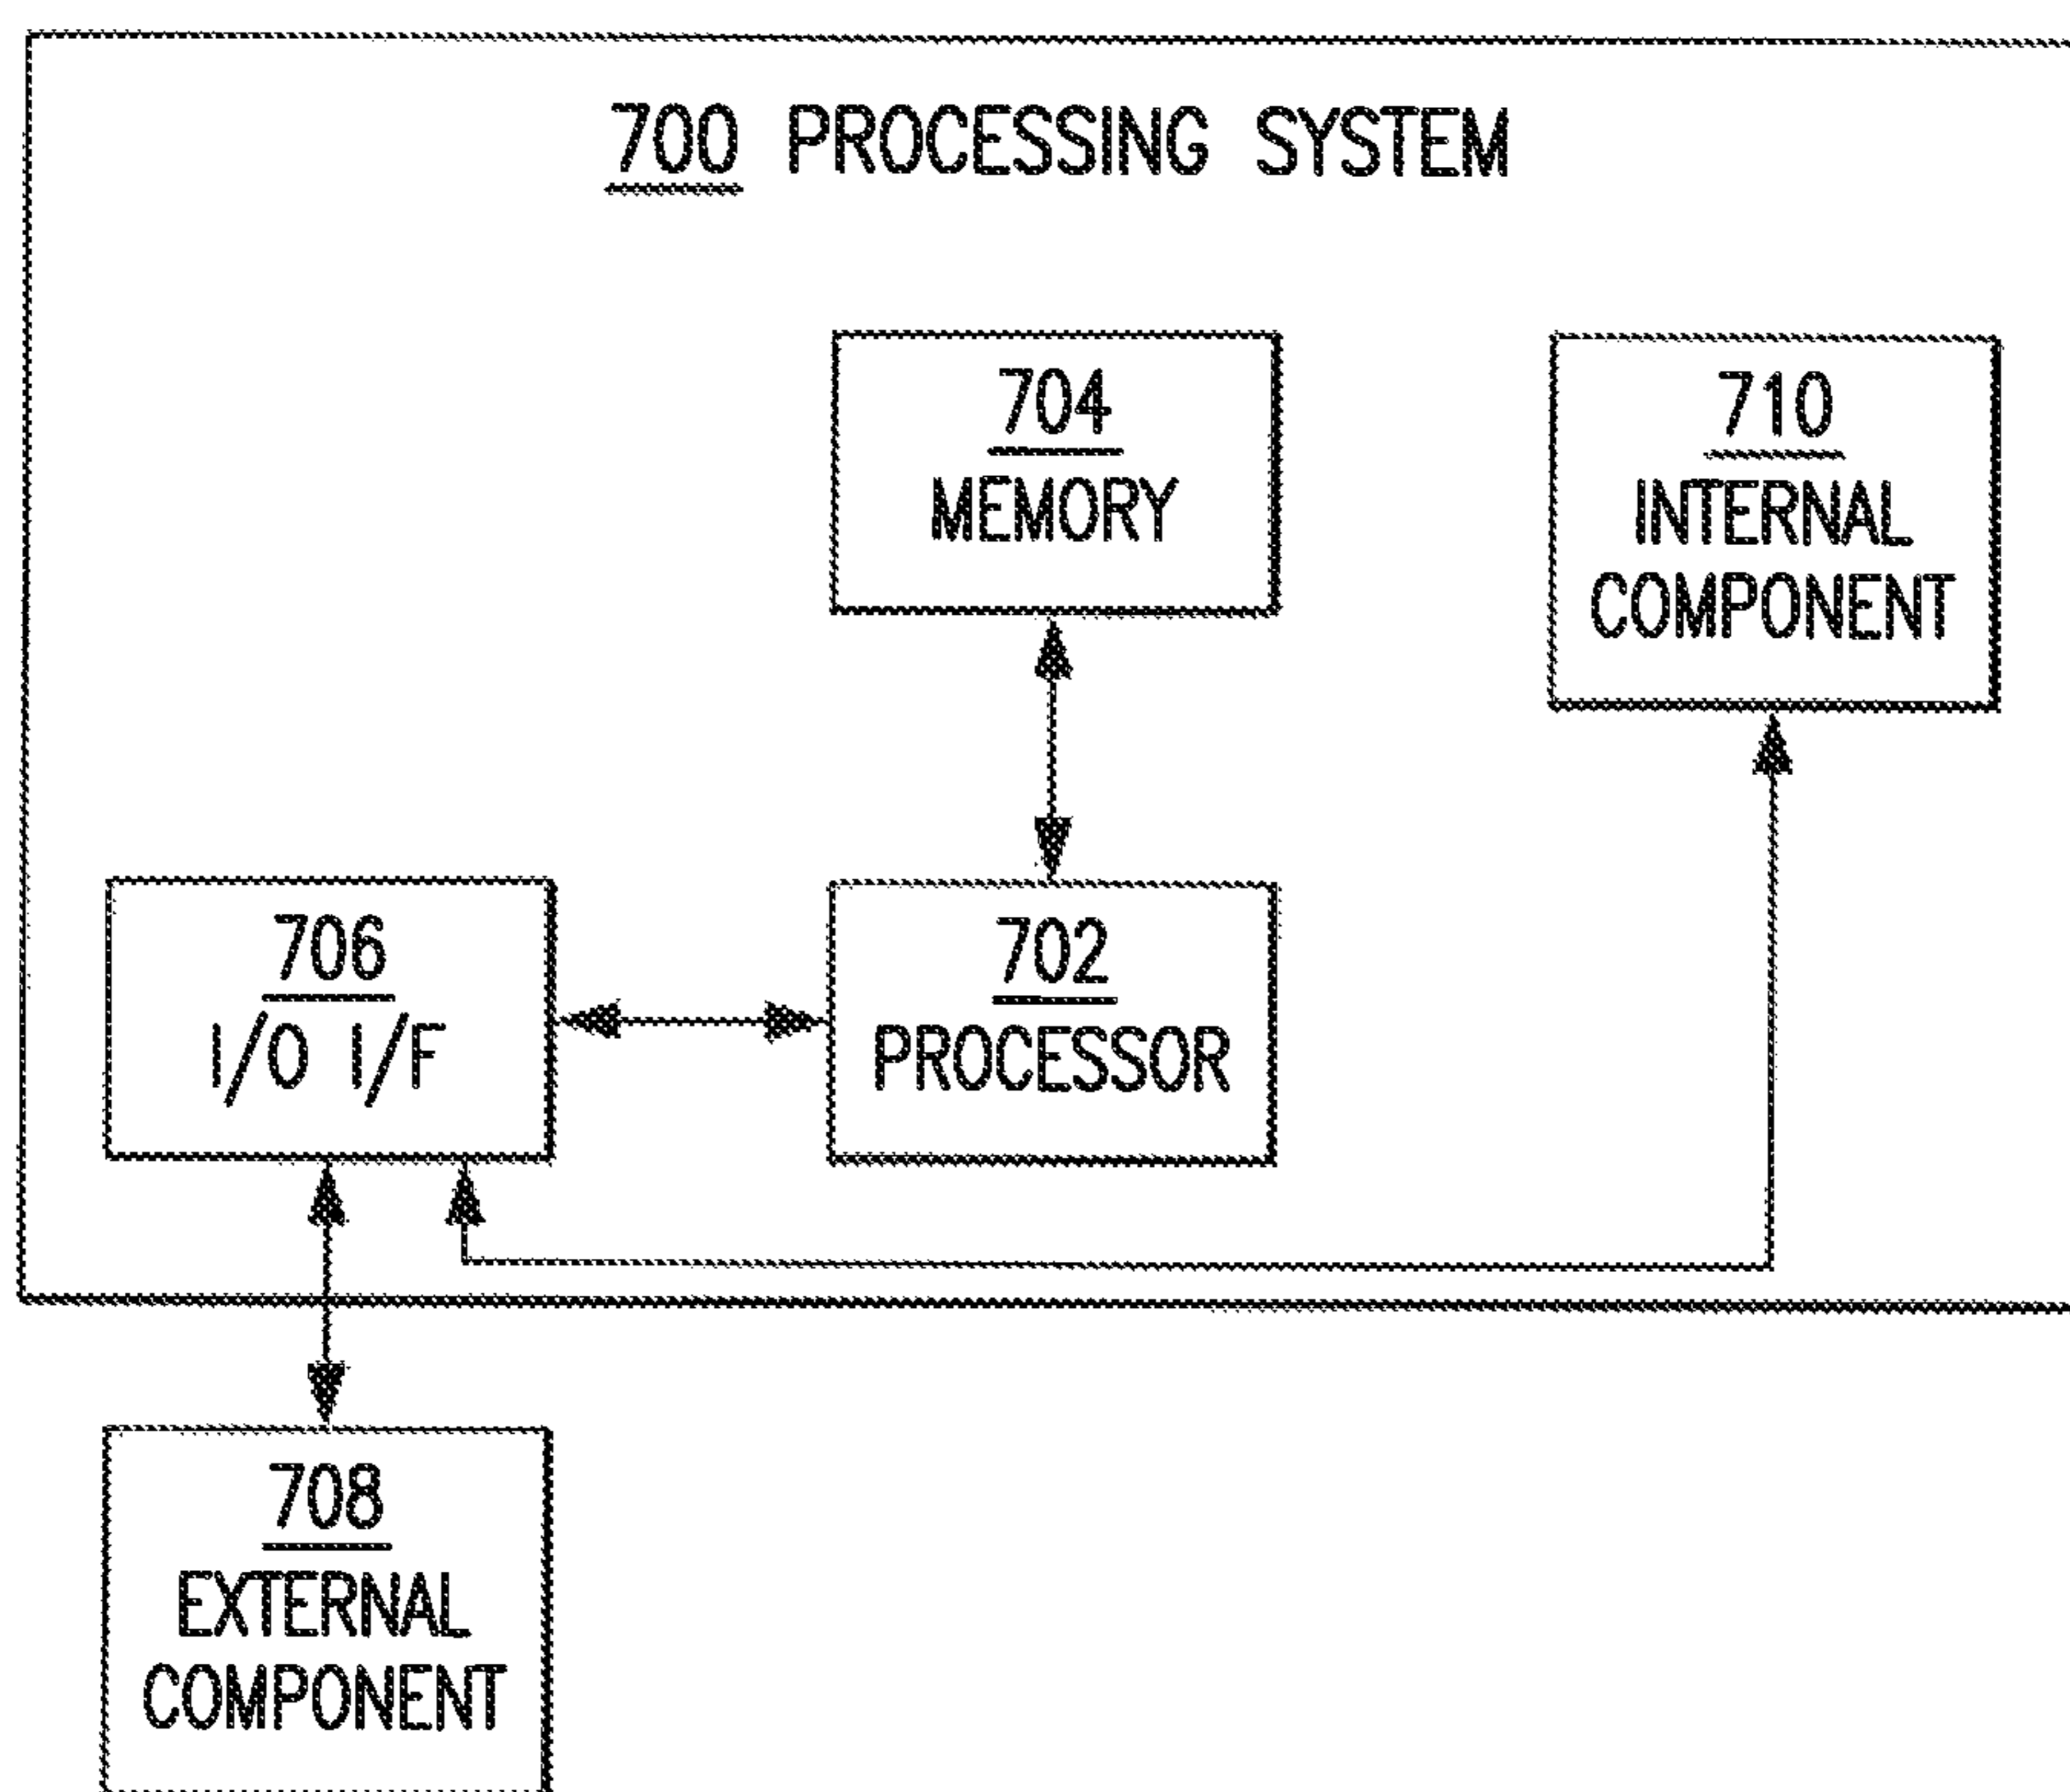 700 PROCESSING SYSTEM
704
MEMORY
710
INTERNAL
COMPONENT
706
I/O I/F
702
PROCESSOR
708
EXTERNAL
COMPONENT